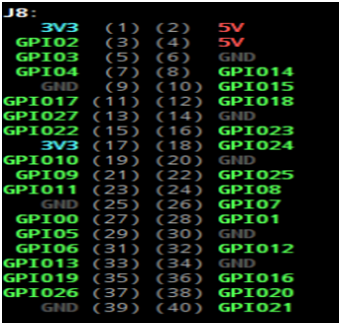 J8:
3V3 (1) (2) 5V
GPIO2 (3) (4) 5V
GPIO3 (5) (6) GND
GPIO4 (7) (8) GPIO14
GND (9) (10) GPIO15
GPIO17 (11) (12) GPIO18
GPIO27 (13) (14) GND
GPIO22 (15) (16) GPIO23
3V3 (17) (18) GPIO24
GPIO10 (19) (20) GND
GPIO9 (21) (22) GPIO25
GPIO11 (23) (24) GPIO8
GND (25) (26) GPIO7
GPIO0 (27) (28) GPIO1
GPIO5 (29) (30) GND
GPIO6 (31) (32) GPIO12
GPIO13 (33) (34) GND
GPIO19 (35) (36) GPIO16
GPIO26 (37) (38) GPIO20
GND (39) (40) GPIO21